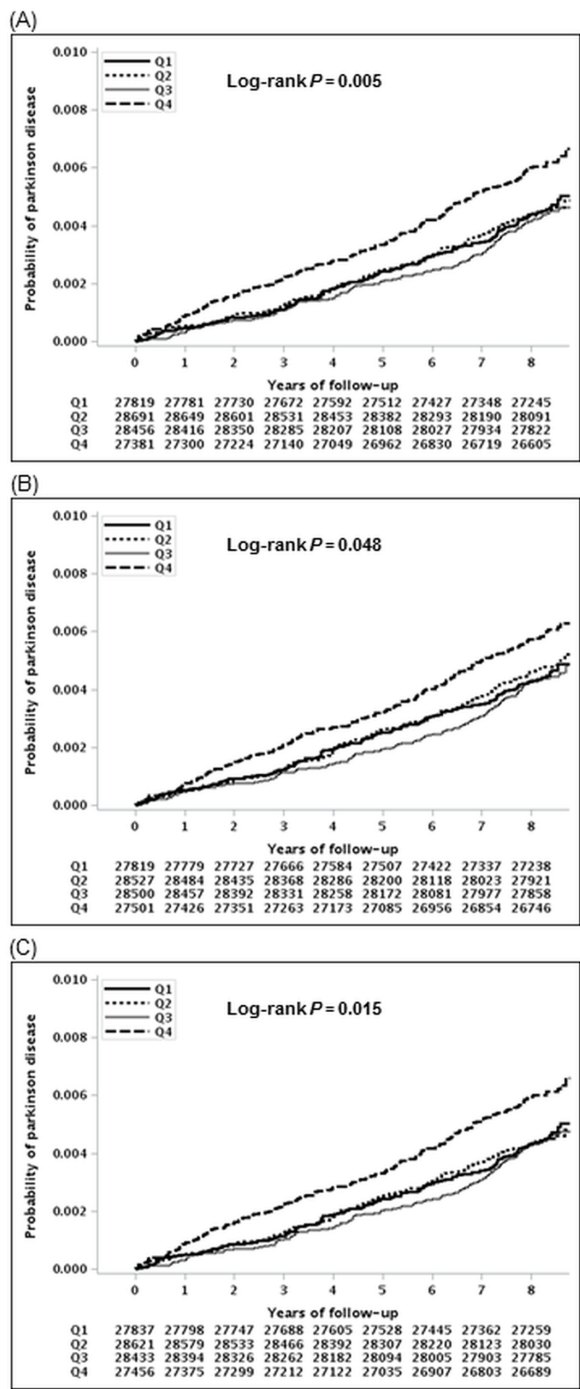 (A)
0.010
0.008
0.006
0.004
0.002
0.000
Probability of parkinson disease
Q1
Q2
Q3
Q4
Log-rank P = 0.005
0 1 2 3 4 5 6 7 8
Years of follow-up
Q1 27819 27781 27730 27672 27592 27512 27427 27348 27245
Q2 28691 28649 28601 28531 28453 28382 28293 28190 28091
Q3 28456 28416 28350 28285 28207 28108 28027 27934 27822
Q4 27381 27300 27224 27140 27049 26962 26830 26719 26605
(B)
0.010
0.008
0.006
0.004
0.002
0.000
Probability of parkinson disease
Q1
Q2
Q3
Q4
Log-rank P = 0.048
0 1 2 3 4 5 6 7 8
Years of follow-up
Q1 27819 27779 27727 27666 27584 27507 27422 27337 27238
Q2 28527 28484 28435 28368 28286 28200 28118 28023 27921
Q3 28500 28457 28392 28331 28258 28172 28081 27977 27858
Q4 27501 27426 27351 27263 27173 27085 26956 26854 26746
(C)
0.010
0.008
0.006
0.004
0.002
0.000
Probability of parkinson disease
Q1
Q2
Q3
Q4
Log-rank P = 0.015
0 1 2 3 4 5 6 7 8
Years of follow-up
Q1 27837 27798 27747 27688 27605 27528 27445 27362 27259
Q2 28621 28579 28533 28466 28392 28307 28220 28123 28030
Q3 28433 28394 28326 28262 28182 28094 28005 27903 27785
Q4 27456 27375 27299 27212 27122 27035 26907 26803 26689